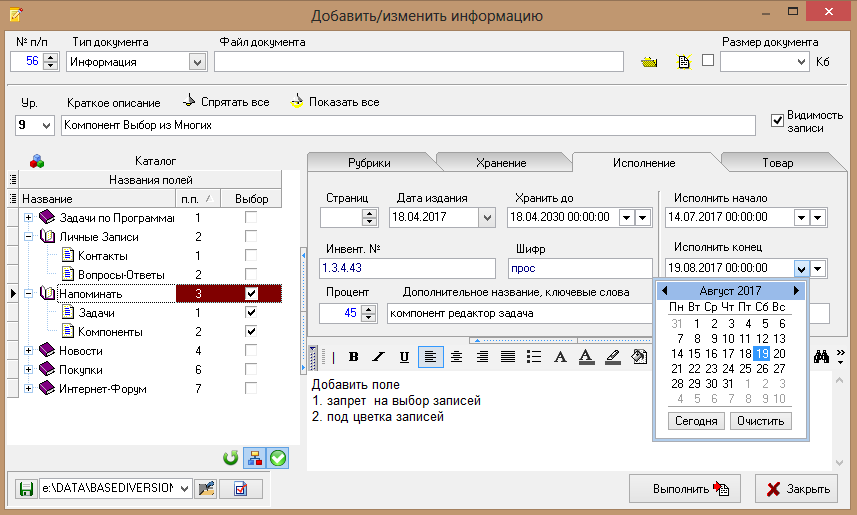 Добавить/изменить информацию
№ п/п Тип документа Файл документа Размер документа
56 Информация Кб
Ур. Краткое описание Спрятать все Показать все
9 Компонент Выбор из Многих Видимость записи
Каталог
Названия полей
Название п.п. Выбор
Задачи по Программа 1
Личные Записи 2
Контакты 1
Вопросы-Ответы 2
Напоминать 3
Задачи 1
Компоненты 2
Новости 4
Покупки 6
Интернет-Форум 7
e:\DATA\BASEDIVERSION
Рубрики Хранение Исполнение Товар
Страниц Дата издания Хранить до Исполнить начало
18.04.2017 18.04.2030 00:00:00 14.07.2017 00:00:00
Инвент. № Шифр Исполнить конец
1.3.4.43 прос 19.08.2017 00:00:00
Процент Дополнительное название, ключевые слова
45 компонент редактор задача
Август 2017
Пн Вт Ср Чт Пт Сб Вс
31 1 2 3 4 5 6
7 8 9 10 11 12 13
14 15 16 17 18 19 20
21 22 23 24 25 26 27
28 29 30 31 1 2 3
4 5 6 7 8 9 10
Сегодня Очистить
B I U A A
Добавить поле
1. запрет на выбор записей
2. под цветка записей
Выполнить Закрыть